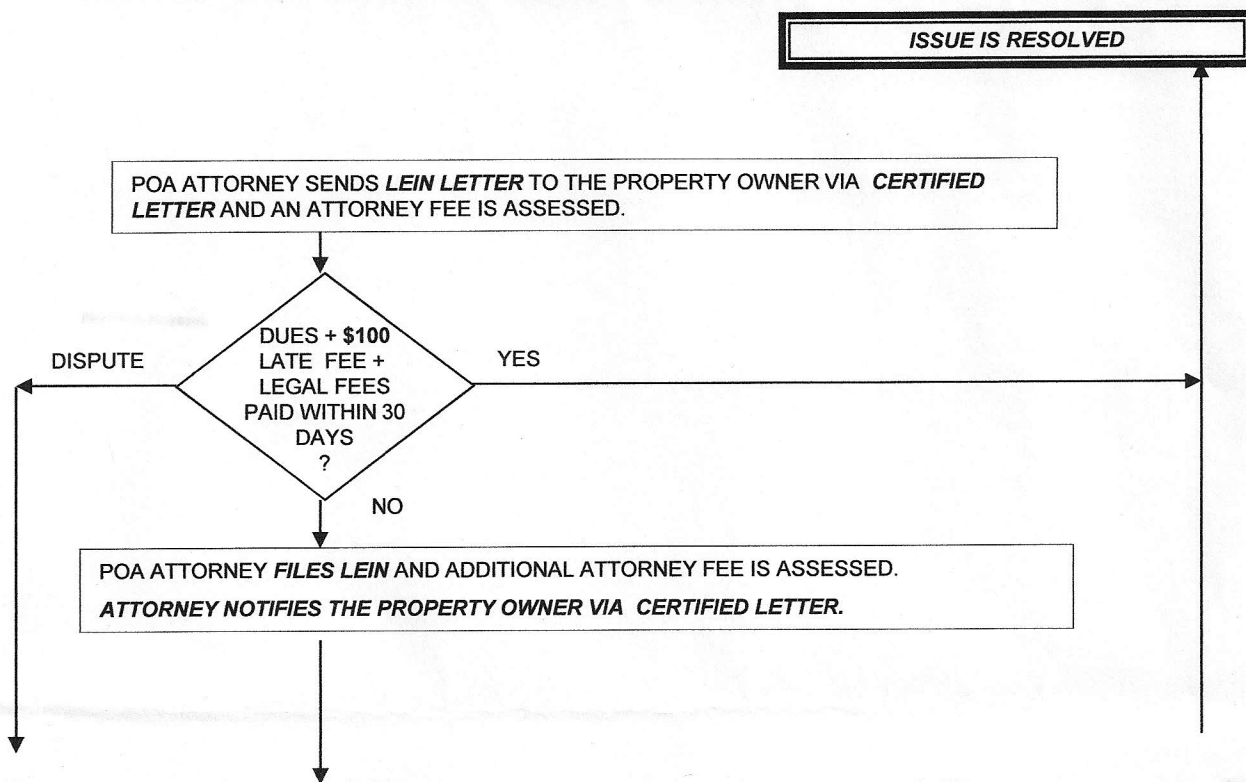 ISSUE IS RESOLVED
POA ATTORNEY SENDS LEIN LETTER TO THE PROPERTY OWNER VIA CERTIFIED
LETTER AND AN ATTORNEY FEE IS ASSESSED.
DUES + $100
LATE FEE +
LEGAL FEES
PAID WITHIN 30
DAYS
?
DISPUTE
YES
NO
POA ATTORNEY FILES LEIN AND ADDITIONAL ATTORNEY FEE IS ASSESSED.
ATTORNEY NOTIFIES THE PROPERTY OWNER VIA CERTIFIED LETTER.